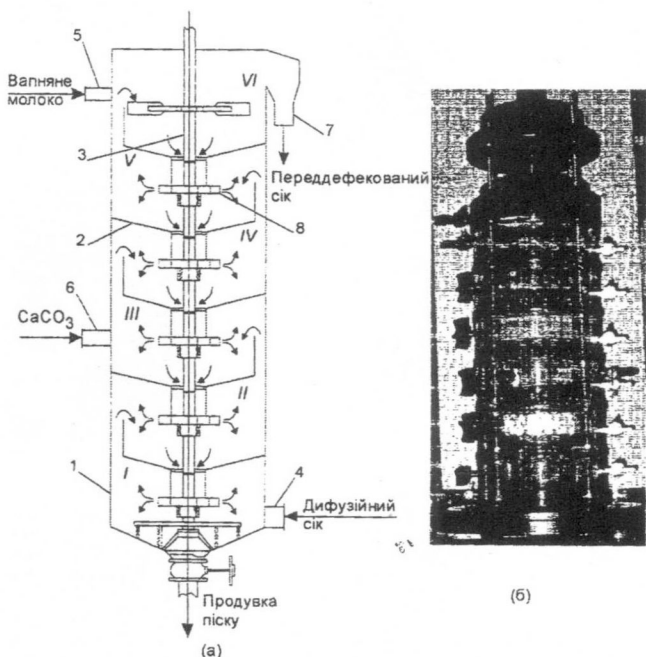 5
Вапняне
молоко
VI
7
3
V
Переддефекований
сік
8
2
IV
6
CaCO3
III
II
1
I
4
Дифузійний
сік
Продувка
піску
(а)
(б)